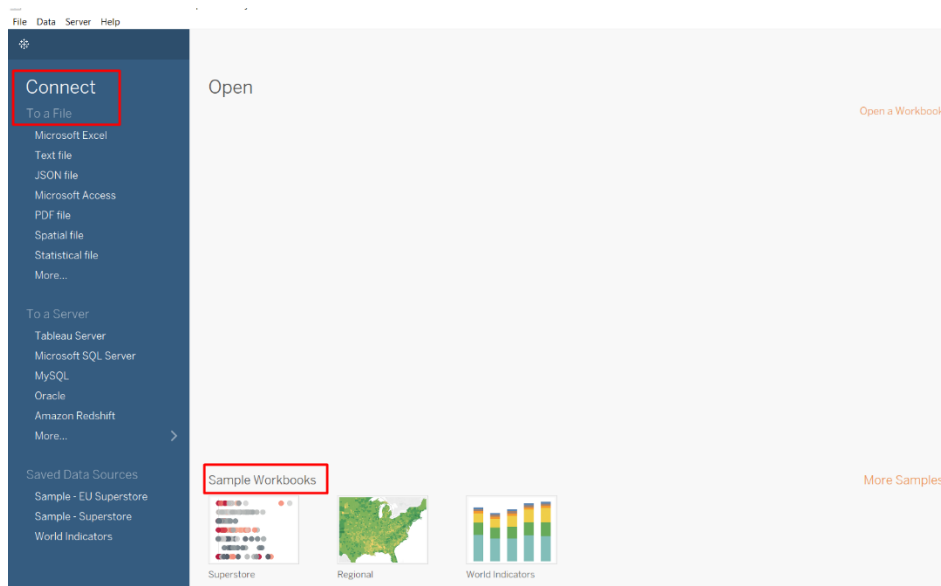 File Data Server Help
Connect
To a File
Microsoft Excel
Text file
JSON file
Microsoft Access
PDF file
Spatial file
Statistical file
More...
To a Server
Tableau Server
Microsoft SQL Server
MySQL
Oracle
Amazon Redshift
More...
Saved Data Sources
Sample - EU Superstore
Sample - Superstore
World Indicators
Open
Open a Workbook
Sample Workbooks
More Samples
Superstore
Regional
World Indicators